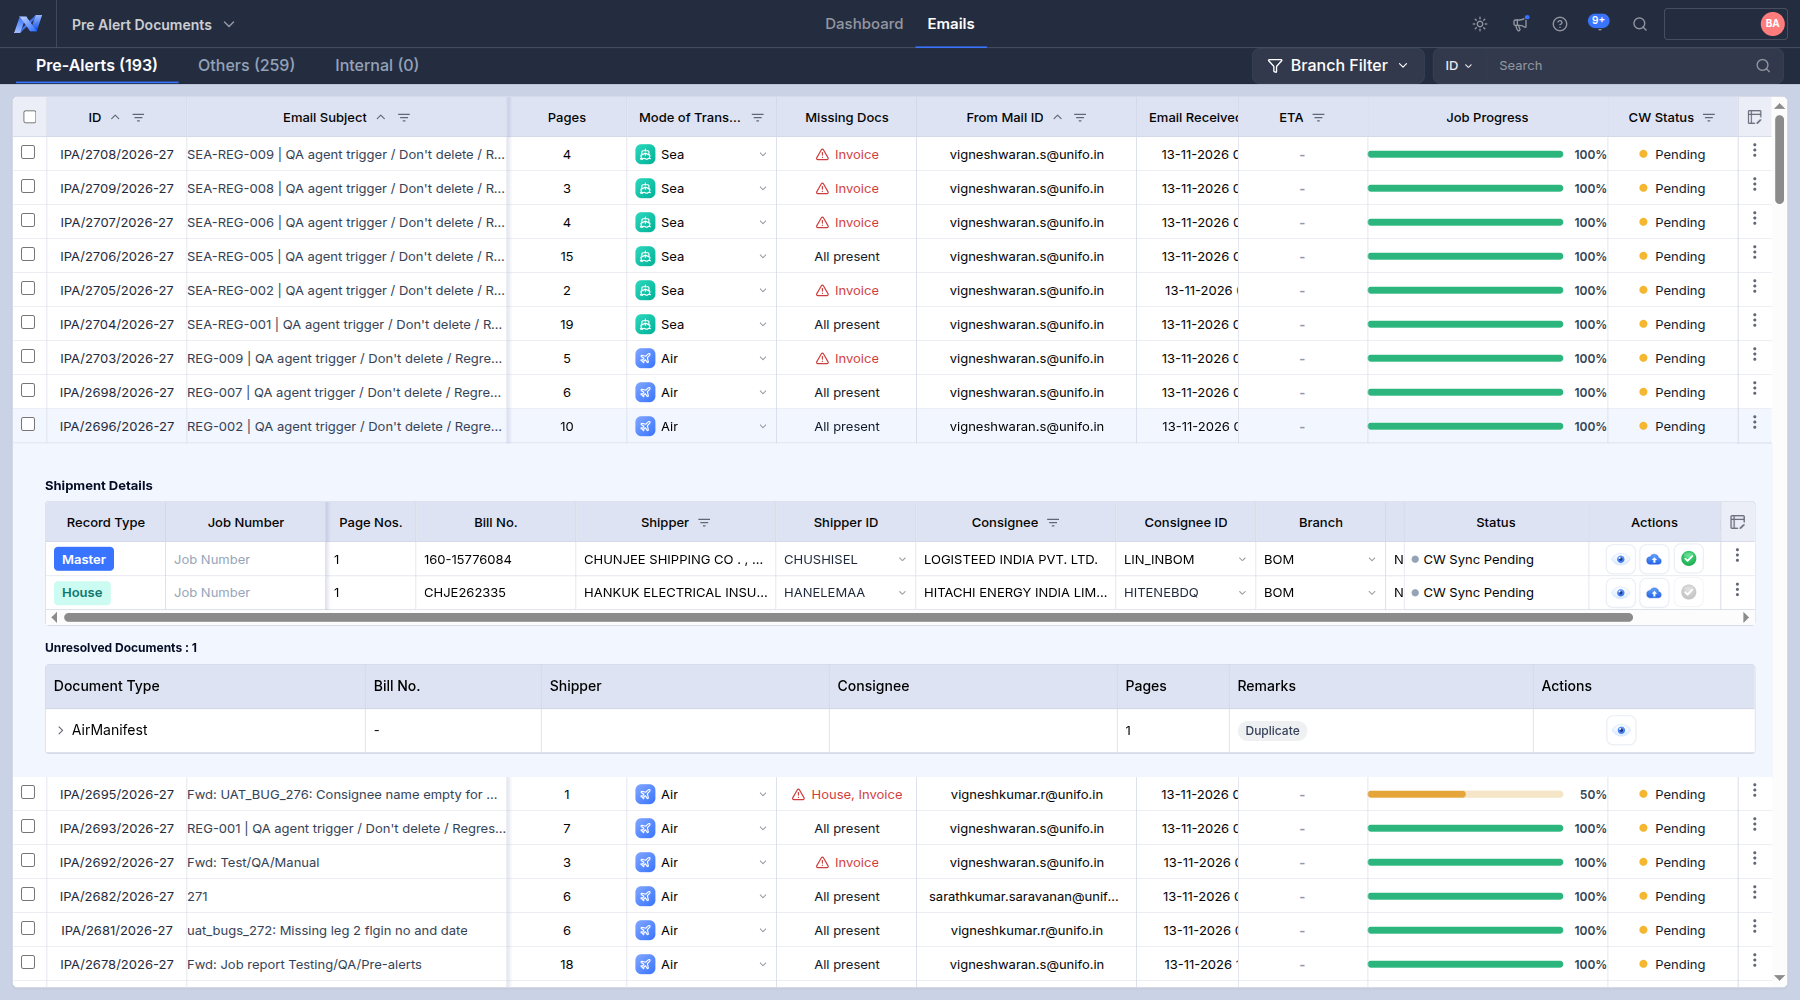 Pre Alert Documents
Dashboard
Emails
9+
BA
Pre-Alerts (193)
Others (259)
Internal (0)
Branch Filter
ID
Search
ID Email Subject Pages Mode of Trans... Missing Docs From Mail ID Email Received ETA Job Progress CW Status
IPA/2708/2026-27 SEA-REG-009 | QA agent trigger / Don't delete / R... 4 Sea Invoice vigneshwaran.s@unifo.in 13-11-2026 - 100% Pending
IPA/2709/2026-27 SEA-REG-008 | QA agent trigger / Don't delete / R... 3 Sea Invoice vigneshwaran.s@unifo.in 13-11-2026 - 100% Pending
IPA/2707/2026-27 SEA-REG-006 | QA agent trigger / Don't delete / R... 4 Sea Invoice vigneshwaran.s@unifo.in 13-11-2026 - 100% Pending
IPA/2706/2026-27 SEA-REG-005 | QA agent trigger / Don't delete / R... 15 Sea All present vigneshwaran.s@unifo.in 13-11-2026 - 100% Pending
IPA/2705/2026-27 SEA-REG-002 | QA agent trigger / Don't delete / R... 2 Sea Invoice vigneshwaran.s@unifo.in 13-11-2026 - 100% Pending
IPA/2704/2026-27 SEA-REG-001 | QA agent trigger / Don't delete / R... 19 Sea All present vigneshwaran.s@unifo.in 13-11-2026 - 100% Pending
IPA/2703/2026-27 REG-009 | QA agent trigger / Don't delete / Regre... 5 Air Invoice vigneshwaran.s@unifo.in 13-11-2026 - 100% Pending
IPA/2698/2026-27 REG-007 | QA agent trigger / Don't delete / Regre... 6 Air All present vigneshwaran.s@unifo.in 13-11-2026 - 100% Pending
IPA/2696/2026-27 REG-002 | QA agent trigger / Don't delete / Regre... 10 Air All present vigneshwaran.s@unifo.in 13-11-2026 - 100% Pending
Shipment Details
Record Type Job Number Page Nos. Bill No. Shipper Shipper ID Consignee Consignee ID Branch Status Actions
Master Job Number 1 160-15776084 CHUNJEE SHIPPING CO . , ... CHUSHISEL LOGISTEED INDIA PVT. LTD. LIN_INBOM BOM N CW Sync Pending
House Job Number 1 CHJE262335 HANKUK ELECTRICAL INSU... HANELEMAA HITACHI ENERGY INDIA LIM... HITENEBDQ BOM N CW Sync Pending
Unresolved Documents : 1
Document Type Bill No. Shipper Consignee Pages Remarks Actions
AirManifest - 1 Duplicate
IPA/2695/2026-27 Fwd: UAT_BUG_276: Consignee name empty for ... 1 Air House, Invoice vigneshkumar.r@unifo.in 13-11-2026 - 50% Pending
IPA/2693/2026-27 REG-001 | QA agent trigger / Don't delete / Regres... 7 Air All present vigneshwaran.s@unifo.in 13-11-2026 - 100% Pending
IPA/2692/2026-27 Fwd: Test/QA/Manual 3 Air Invoice vigneshwaran.s@unifo.in 13-11-2026 - 100% Pending
IPA/2682/2026-27 271 6 Air All present sarathkumar.saravanan@unif... 13-11-2026 - 100% Pending
IPA/2681/2026-27 uat_bugs_272: Missing leg 2 flgin no and date 6 Air All present vigneshkumar.r@unifo.in 13-11-2026 - 100% Pending
IPA/2678/2026-27 Fwd: Job report Testing/QA/Pre-alerts 18 Air All present vigneshwaran.s@unifo.in 13-11-2026 - 100% Pending